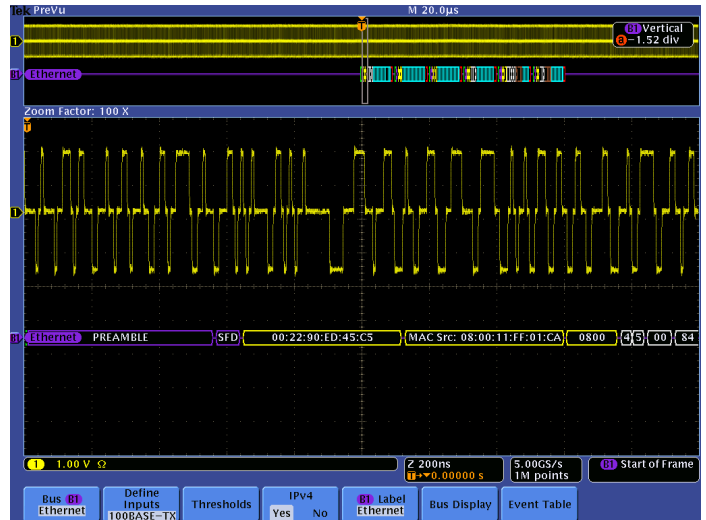 Tek PreVu M 20.0µs
B1 Vertical
a -1.52 div
1
B1 Ethernet
Zoom Factor: 100 X
T
1
B1 Ethernet PREAMBLE SFD 00:22:90:ED:45:C5 MAC Src: 08:00:11:FF:01:CA 0800 4 5 00 84
1 1.00 V Ω Z 200ns 5.00GS/s B1 Start of Frame
T→▼0.00000 s 1M points
Bus B1 Ethernet
Define Inputs 100BASE-TX
Thresholds
IPv4 Yes No
B1 Label Ethernet
Bus Display
Event Table